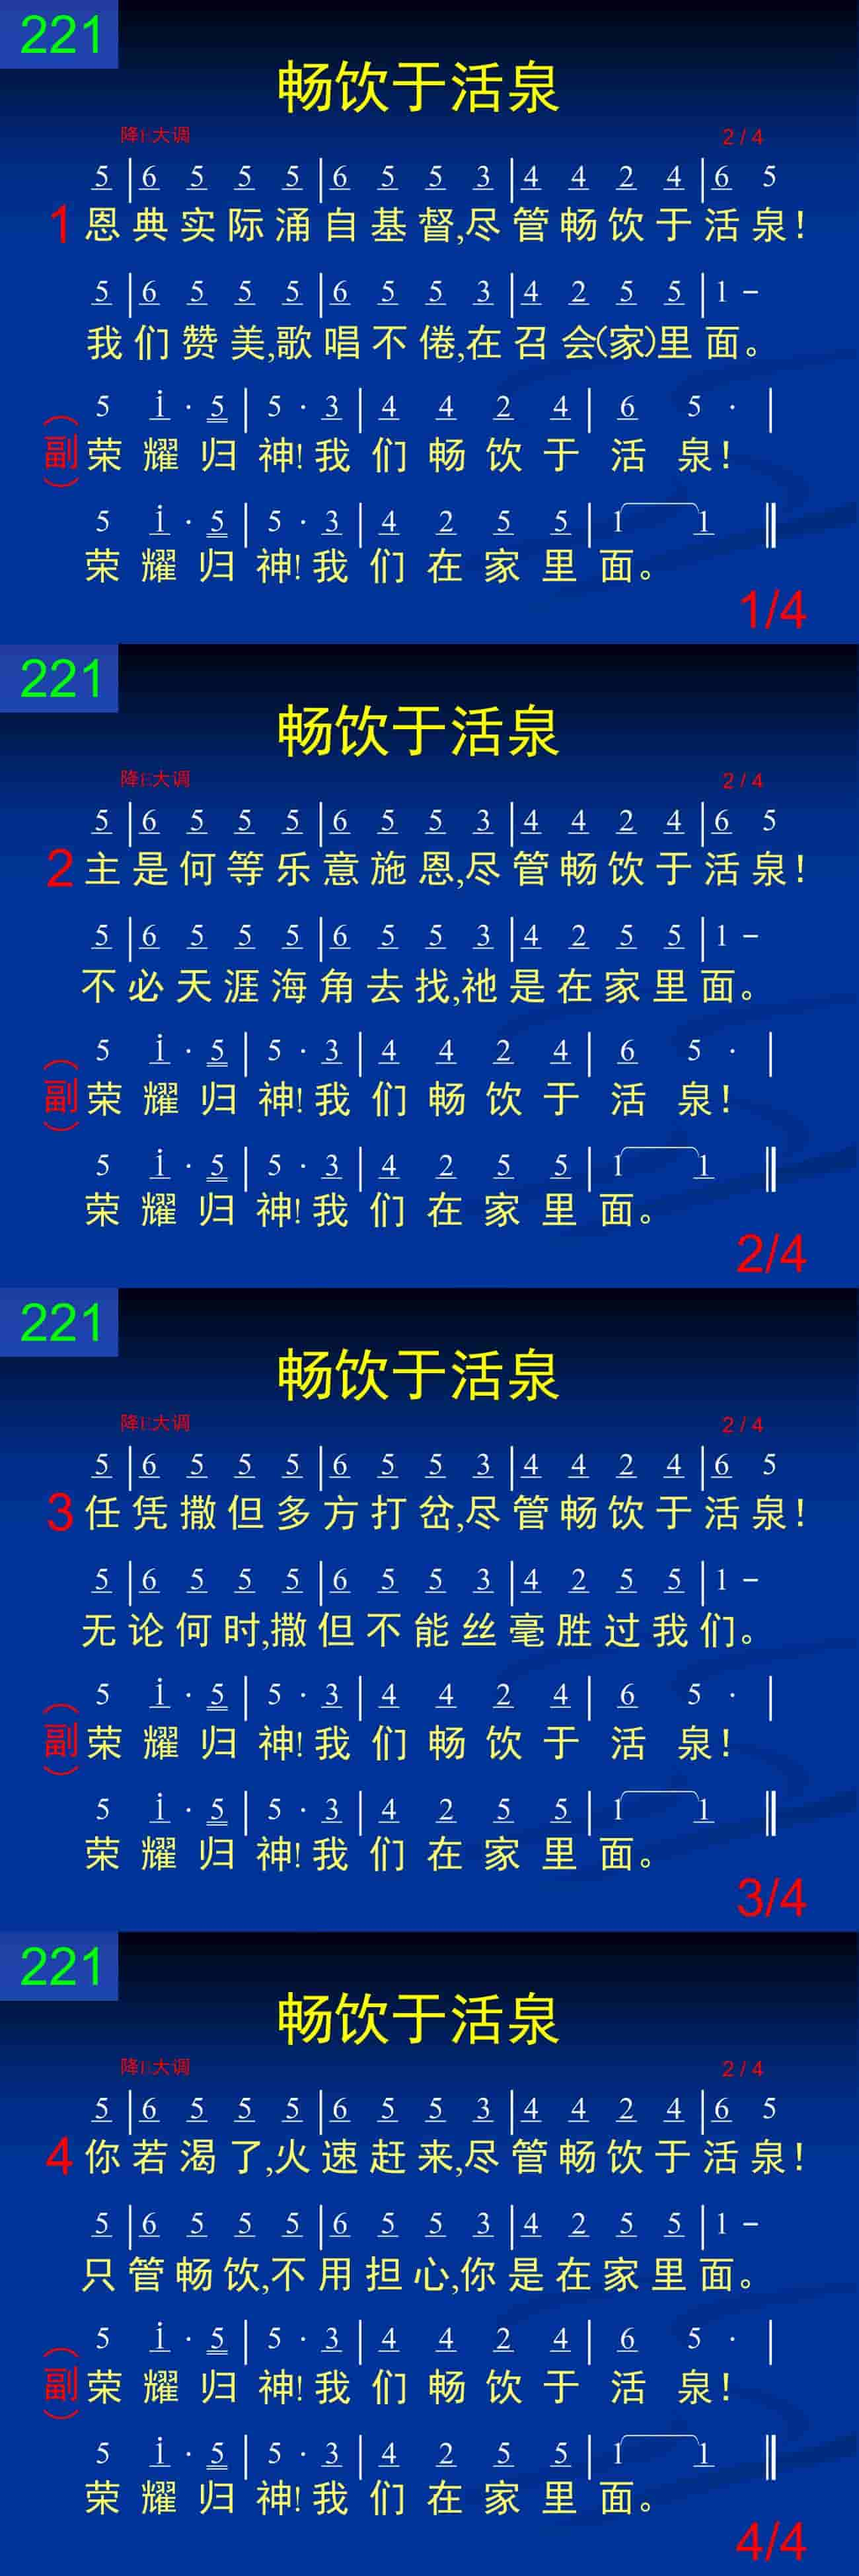 221
畅饮于活泉
降E大调 2/4
5 | 6 5 5 5 | 6 5 5 3 | 4 4 2 4 | 6 5
1 恩典实际涌自基督,尽管畅饮于活泉!
5 | 6 5 5 5 | 6 5 5 3 | 4 2 5 5 | 1 -
我们赞美,歌唱不倦,在召会(家)里面。
5 i · 5 | 5 · 3 | 4 4 2 4 | 6 5 · |
(副) 荣耀归神!我们畅饮于活泉!
5 i · 5 | 5 · 3 | 4 2 5 5 | 1 1 ‖
荣耀归神!我们在家里面。
1/4
221
畅饮于活泉
降E大调 2/4
5 | 6 5 5 5 | 6 5 5 3 | 4 4 2 4 | 6 5
2 主是何等乐意施恩,尽管畅饮于活泉!
5 | 6 5 5 5 | 6 5 5 3 | 4 2 5 5 | 1 -
不必天涯海角去找,祂是在家里面。
5 i · 5 | 5 · 3 | 4 4 2 4 | 6 5 · |
(副) 荣耀归神!我们畅饮于活泉!
5 i · 5 | 5 · 3 | 4 2 5 5 | 1 1 ‖
荣耀归神!我们在家里面。
2/4
221
畅饮于活泉
降E大调 2/4
5 | 6 5 5 5 | 6 5 5 3 | 4 4 2 4 | 6 5
3 任凭撒但多方打岔,尽管畅饮于活泉!
5 | 6 5 5 5 | 6 5 5 3 | 4 2 5 5 | 1 -
无论何时,撒但不能丝毫胜过我们。
5 i · 5 | 5 · 3 | 4 4 2 4 | 6 5 · |
(副) 荣耀归神!我们畅饮于活泉!
5 i · 5 | 5 · 3 | 4 2 5 5 | 1 1 ‖
荣耀归神!我们在家里面。
3/4
221
畅饮于活泉
降E大调 2/4
5 | 6 5 5 5 | 6 5 5 3 | 4 4 2 4 | 6 5
4 你若渴了,火速赶来,尽管畅饮于活泉!
5 | 6 5 5 5 | 6 5 5 3 | 4 2 5 5 | 1 -
只管畅饮,不用担心,你是在家里面。
5 i · 5 | 5 · 3 | 4 4 2 4 | 6 5 · |
(副) 荣耀归神!我们畅饮于活泉!
5 i · 5 | 5 · 3 | 4 2 5 5 | 1 1 ‖
荣耀归神!我们在家里面。
4/4